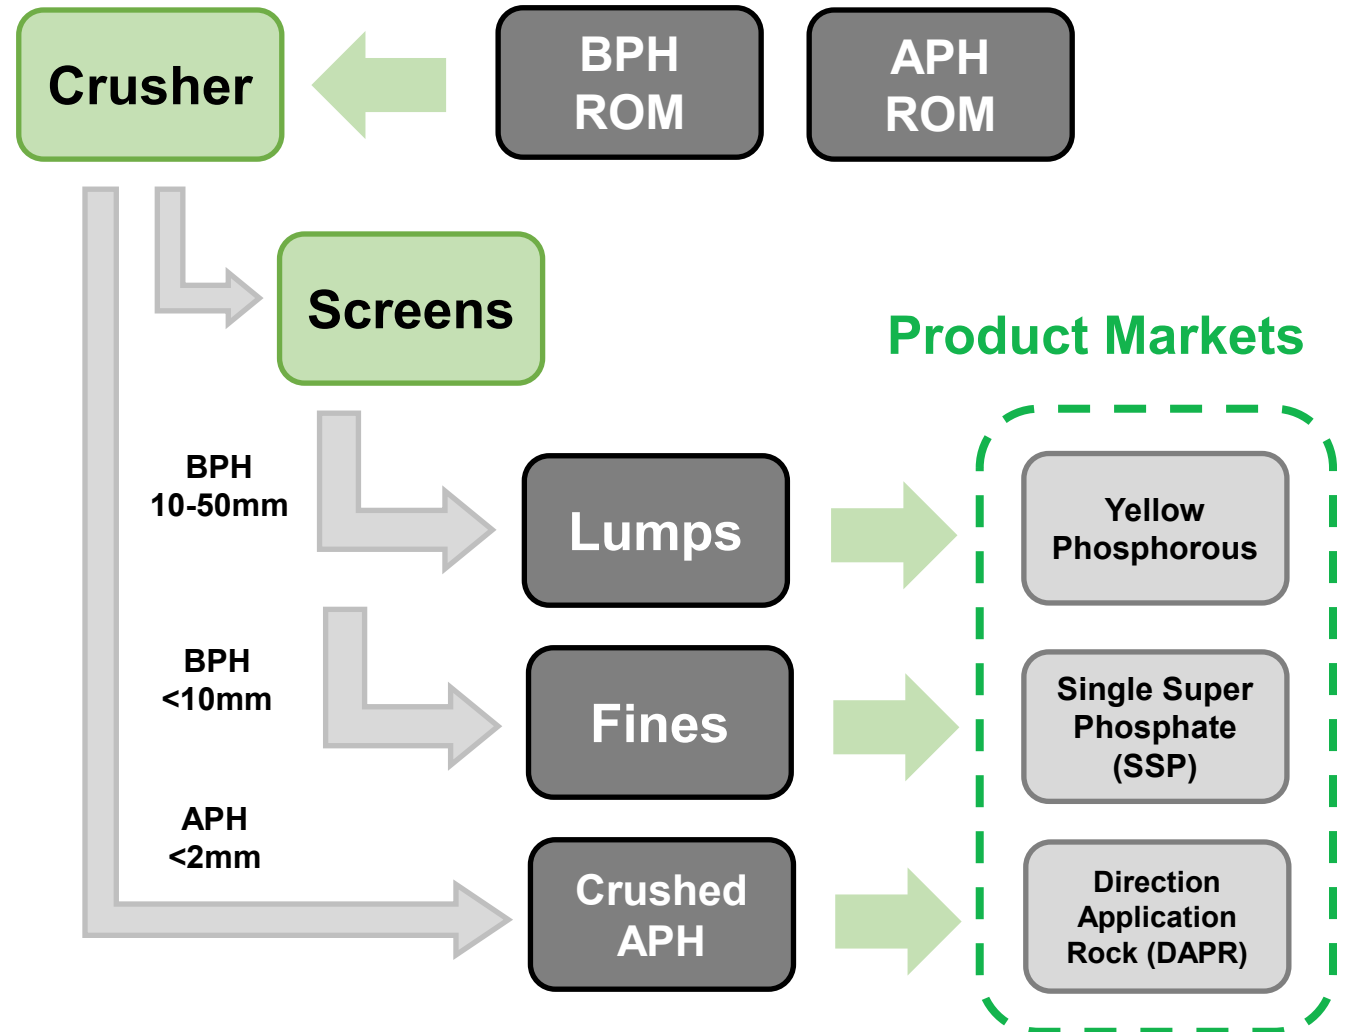 Crusher
BPH
ROM
APH
ROM
Screens
Product Markets
BPH
10-50mm
Lumps
Yellow
Phosphorous
BPH
<10mm
Fines
Single Super
Phosphate
(SSP)
APH
<2mm
Crushed
APH
Direction
Application
Rock (DAPR)